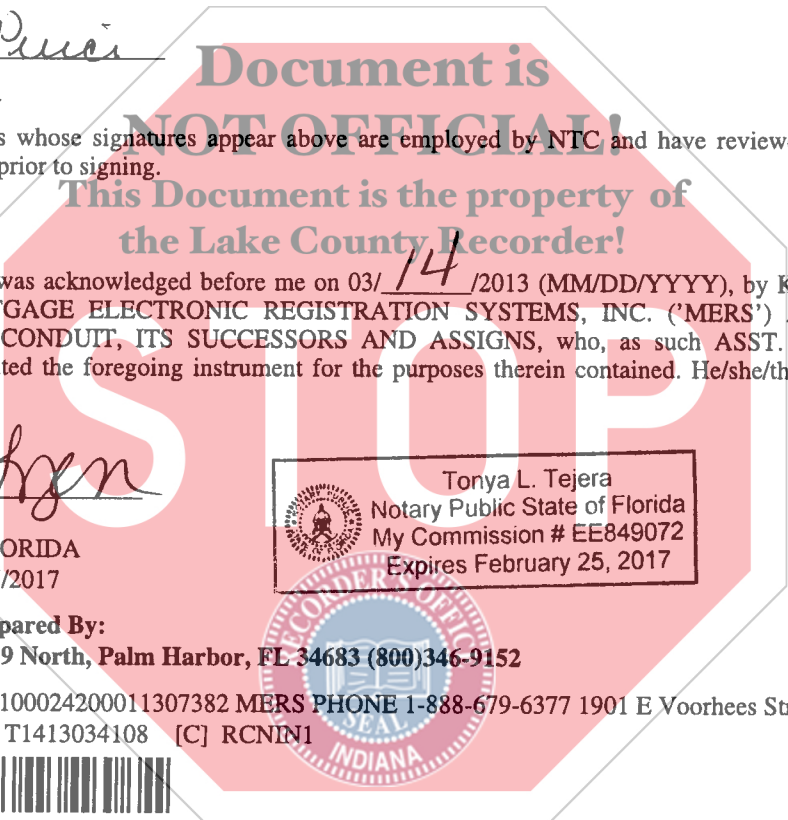 Document is
NOT OFFICIAL!
s whose signatures appear above are employed by NTC and have review
prior to signing.
This Document is the property of
the Lake County Recorder!
was acknowledged before me on 03/14/2013 (MM/DD/YYYY), by K
GAGE ELECTRONIC REGISTRATION SYSTEMS, INC. ('MERS')
CONDUIT, ITS SUCCESSORS AND ASSIGNS, who, as such ASST.
ted the foregoing instrument for the purposes therein contained. He/she/th
STOP
Tonya L. Tejera
Notary Public State of Florida
My Commission # EE849072
Expires February 25, 2017
ORIDA
/2017
pared By:
9 North, Palm Harbor, FL 34683 (800)346-9152
100024200011307382 MERS PHONE 1-888-679-6377 1901 E Voorhees St
T1413034108 [C] RCNIN1
RECORDER'S OFFICE
SEAL
INDIANA